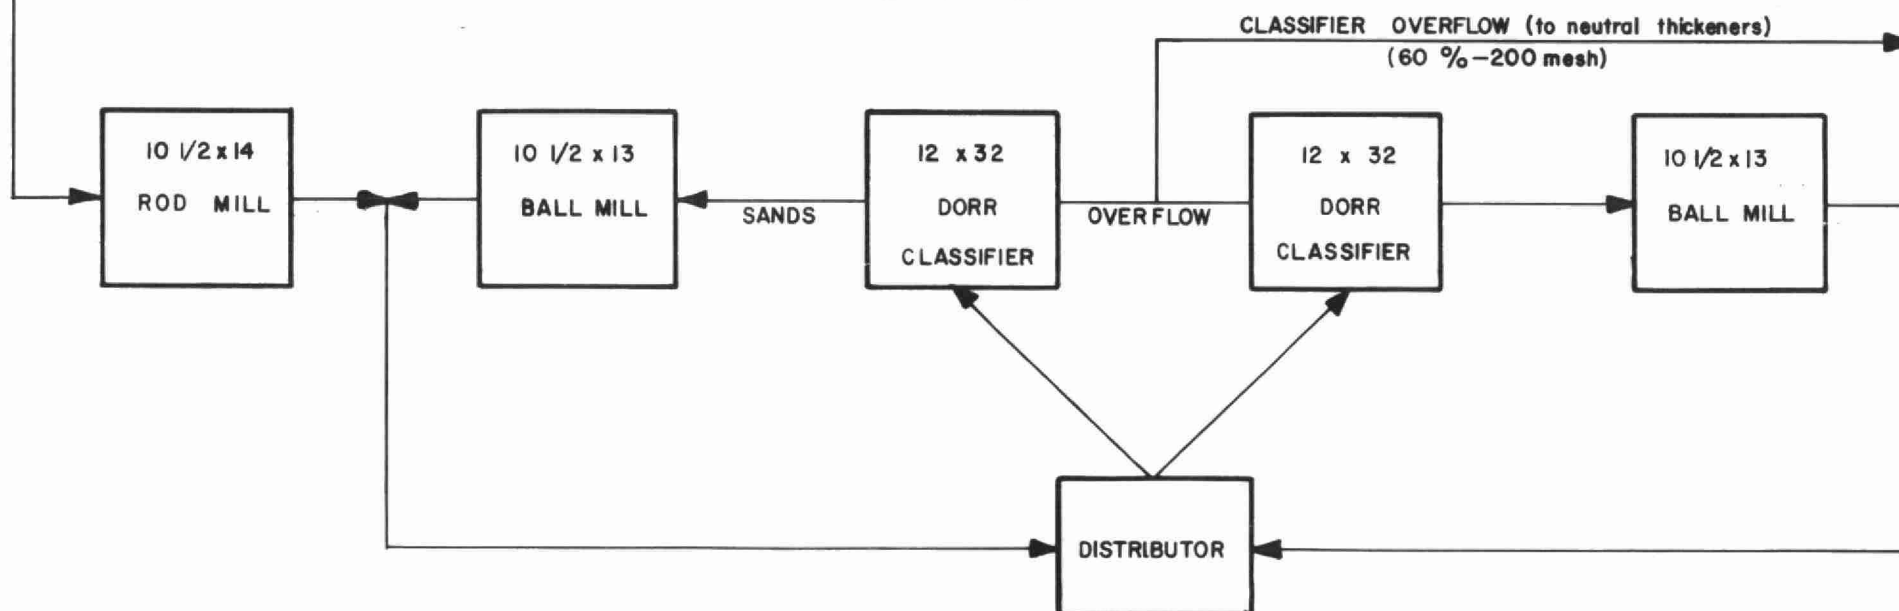 CLASSIFIER OVERFLOW (to neutral thickeners)
(60 %-200 mesh)
10 1/2 x 14
ROD MILL
10 1/2 x 13
BALL MILL
SANDS
12 x 32
DORR
CLASSIFIER
OVERFLOW
12 x 32
DORR
CLASSIFIER
10 1/2 x 13
BALL MILL
DISTRIBUTOR